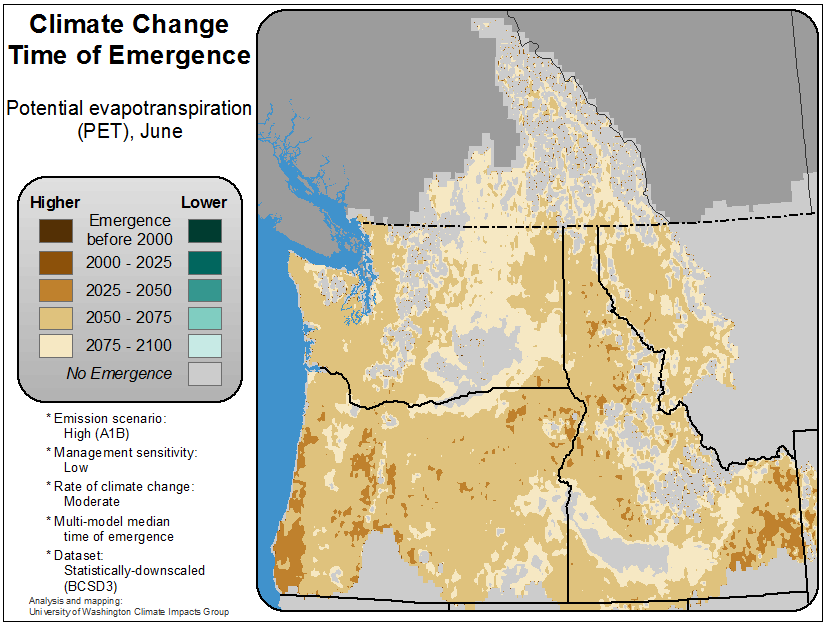 Climate Change
Time of Emergence
Potential evapotranspiration
(PET), June
Higher Lower
Emergence
before 2000
2000 - 2025
2025 - 2050
2050 - 2075
2075 - 2100
No Emergence
* Emission scenario:
High (A1B)
* Management sensitivity:
Low
* Rate of climate change:
Moderate
* Multi-model median
time of emergence
* Dataset:
Statistically-downscaled
(BCSD3)
Analysis and mapping:
University of Washington Climate Impacts Group